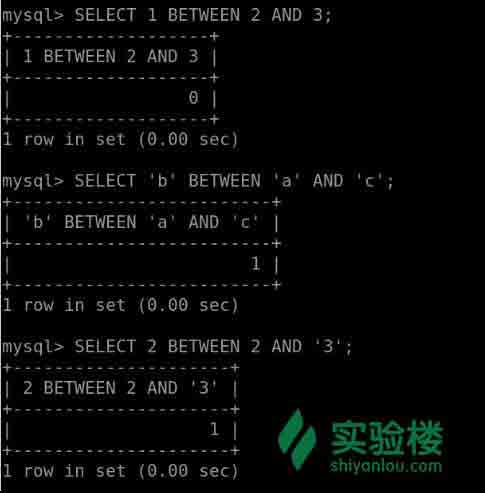 mysql> SELECT 1 BETWEEN 2 AND 3;
+-------------------+
| 1 BETWEEN 2 AND 3 |
+-------------------+
|                 0 |
+-------------------+
1 row in set (0.00 sec)
mysql> SELECT 'b' BETWEEN 'a' AND 'c';
+-------------------------+
| 'b' BETWEEN 'a' AND 'c' |
+-------------------------+
|                       1 |
+-------------------------+
1 row in set (0.00 sec)
mysql> SELECT 2 BETWEEN 2 AND '3';
+---------------------+
| 2 BETWEEN 2 AND '3' |
+---------------------+
|                   1 |
+---------------------+
1 row in set (0.00 sec)
实验楼
shiyanlou.com